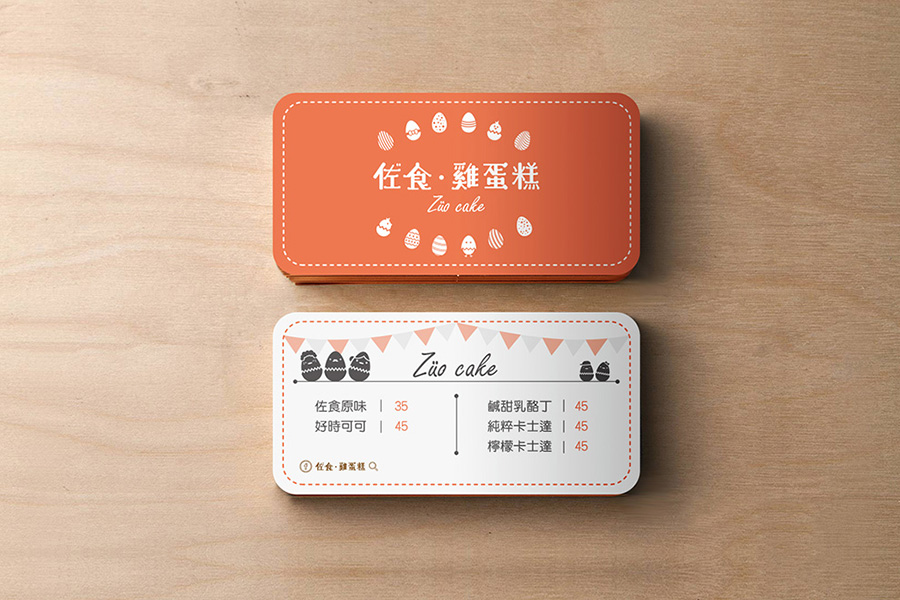 佐食·雞蛋糕
Züo cake
Züo cake
佐食原味 | 35
好時可可 | 45
鹹甜乳酪丁 | 45
純粹卡士達 | 45
檸檬卡士達 | 45
佐食·雞蛋糕